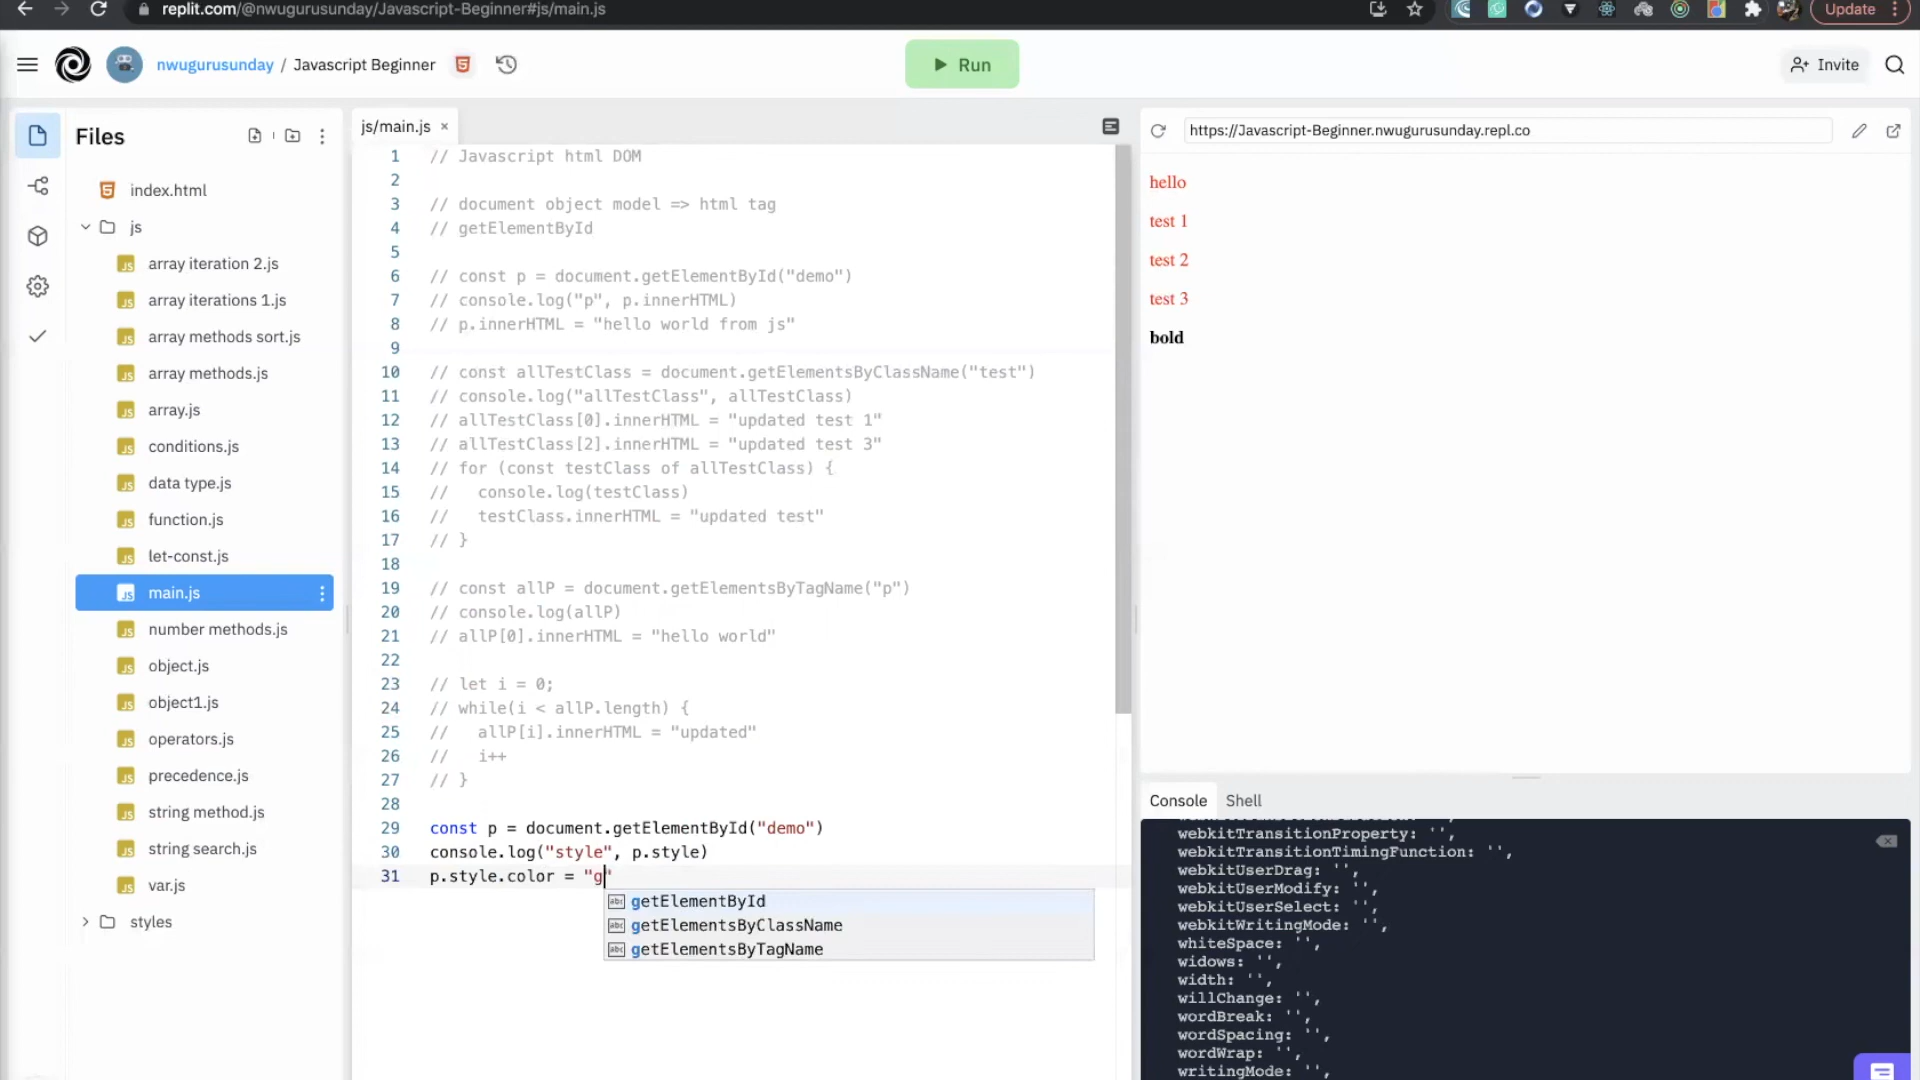 replit.com/@nwugurusunday/Javascript-Beginner#js/main.js
Update
nwugurusunday / Javascript Beginner
Run
Invite
Files
index.html
js
array iteration 2.js
array iterations 1.js
array methods sort.js
array methods.js
array.js
conditions.js
data type.js
function.js
let-const.js
main.js
number methods.js
object.js
object1.js
operators.js
precedence.js
string method.js
string search.js
var.js
styles
js/main.js
1 // Javascript html DOM
2
3 // document object model => html tag
4 // getElementById
5
6 // const p = document.getElementById("demo")
7 // console.log("p", p.innerHTML)
8 // p.innerHTML = "hello world from js"
9
10 // const allTestClass = document.getElementsByClassName("test")
11 // console.log("allTestClass", allTestClass)
12 // allTestClass[0].innerHTML = "updated test 1"
13 // allTestClass[2].innerHTML = "updated test 3"
14 // for (const testClass of allTestClass) {
15 //   console.log(testClass)
16 //   testClass.innerHTML = "updated test"
17 // }
18
19 // const allP = document.getElementsByTagName("p")
20 // console.log(allP)
21 // allP[0].innerHTML = "hello world"
22
23 // let i = 0;
24 // while(i < allP.length) {
25 //   allP[i].innerHTML = "updated"
26 //   i++
27 // }
28
29 const p = document.getElementById("demo")
30 console.log("style", p.style)
31 p.style.color = "g"
getElementById
getElementsByClassName
getElementsByTagName
https://Javascript-Beginner.nwugurusunday.repl.co
hello
test 1
test 2
test 3
bold
Console Shell
webkitTransitionProperty: '',
webkitTransitionTimingFunction: '',
webkitUserDrag: '',
webkitUserModify: '',
webkitUserSelect: '',
webkitWritingMode: '',
whiteSpace: '',
widows: '',
width: '',
willChange: '',
wordBreak: '',
wordSpacing: '',
wordWrap: '',
writingMode: '',